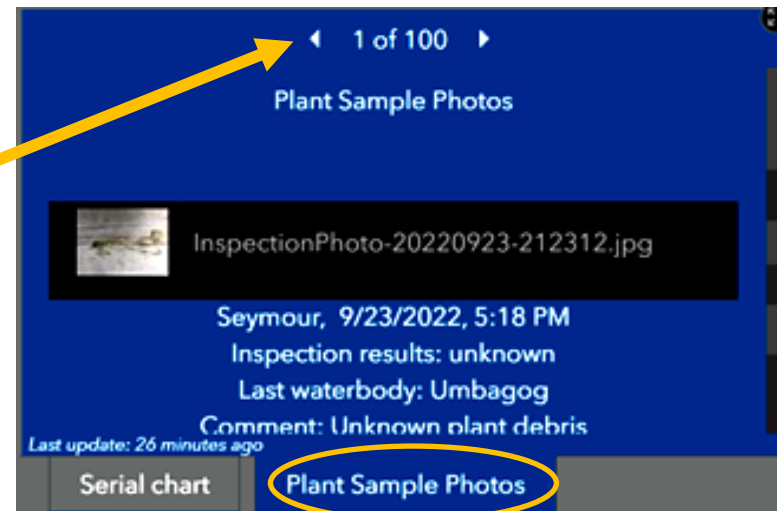 1 of 100
Plant Sample Photos
InspectionPhoto-20220923-212312.jpg
Seymour, 9/23/2022, 5:18 PM
Inspection results: unknown
Last waterbody: Umbagog
Comment: Unknown plant debris
Last update: 26 minutes ago
Serial chart
Plant Sample Photos